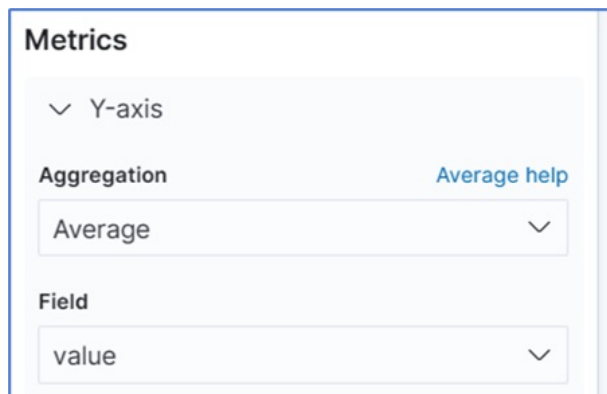 Metrics
Y-axis
Aggregation Average help
Average
Field
value